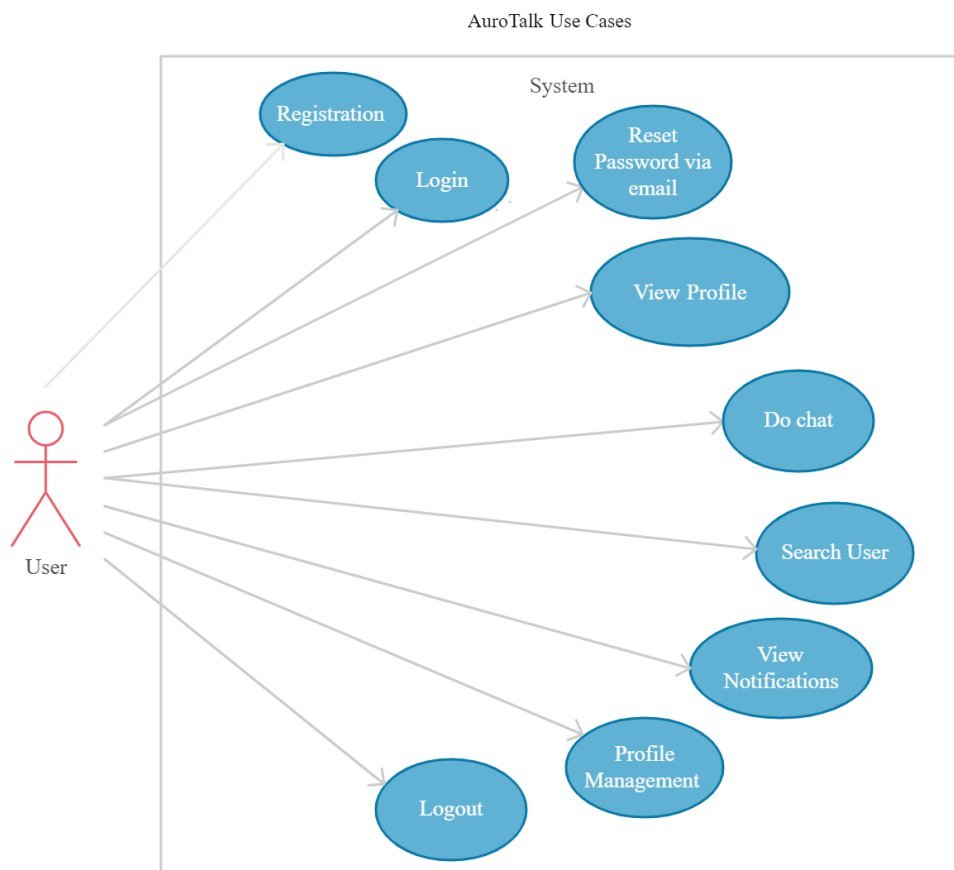 AuroTalk Use Cases
System
Registration
Login
Reset
Password via
email
View Profile
Do chat
Search User
User
View
Notifications
Profile
Management
Logout